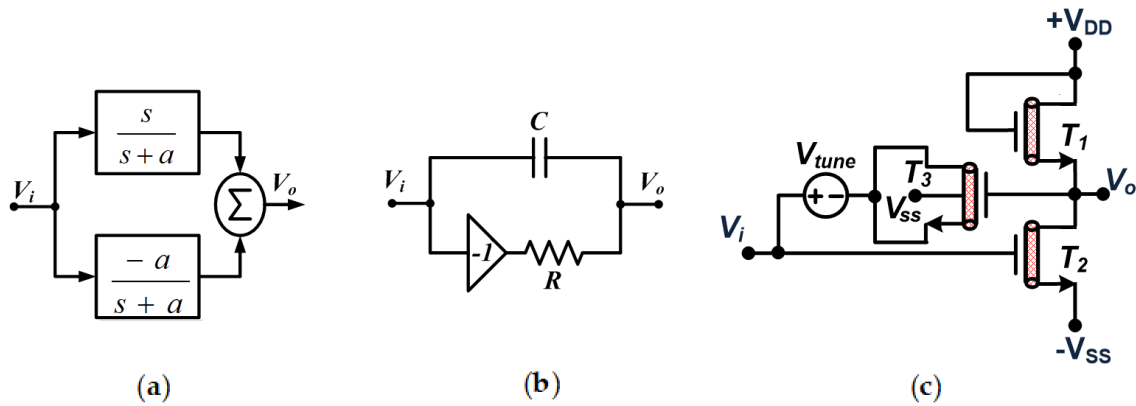 V_i
s
s + a
- a
s + a
Σ
V_o
(a)
C
V_i
V_o
-1
R
(b)
+V_DD
T_1
V_tune
+ -
T_3
V_ss
V_o
V_i
T_2
-V_SS
(c)